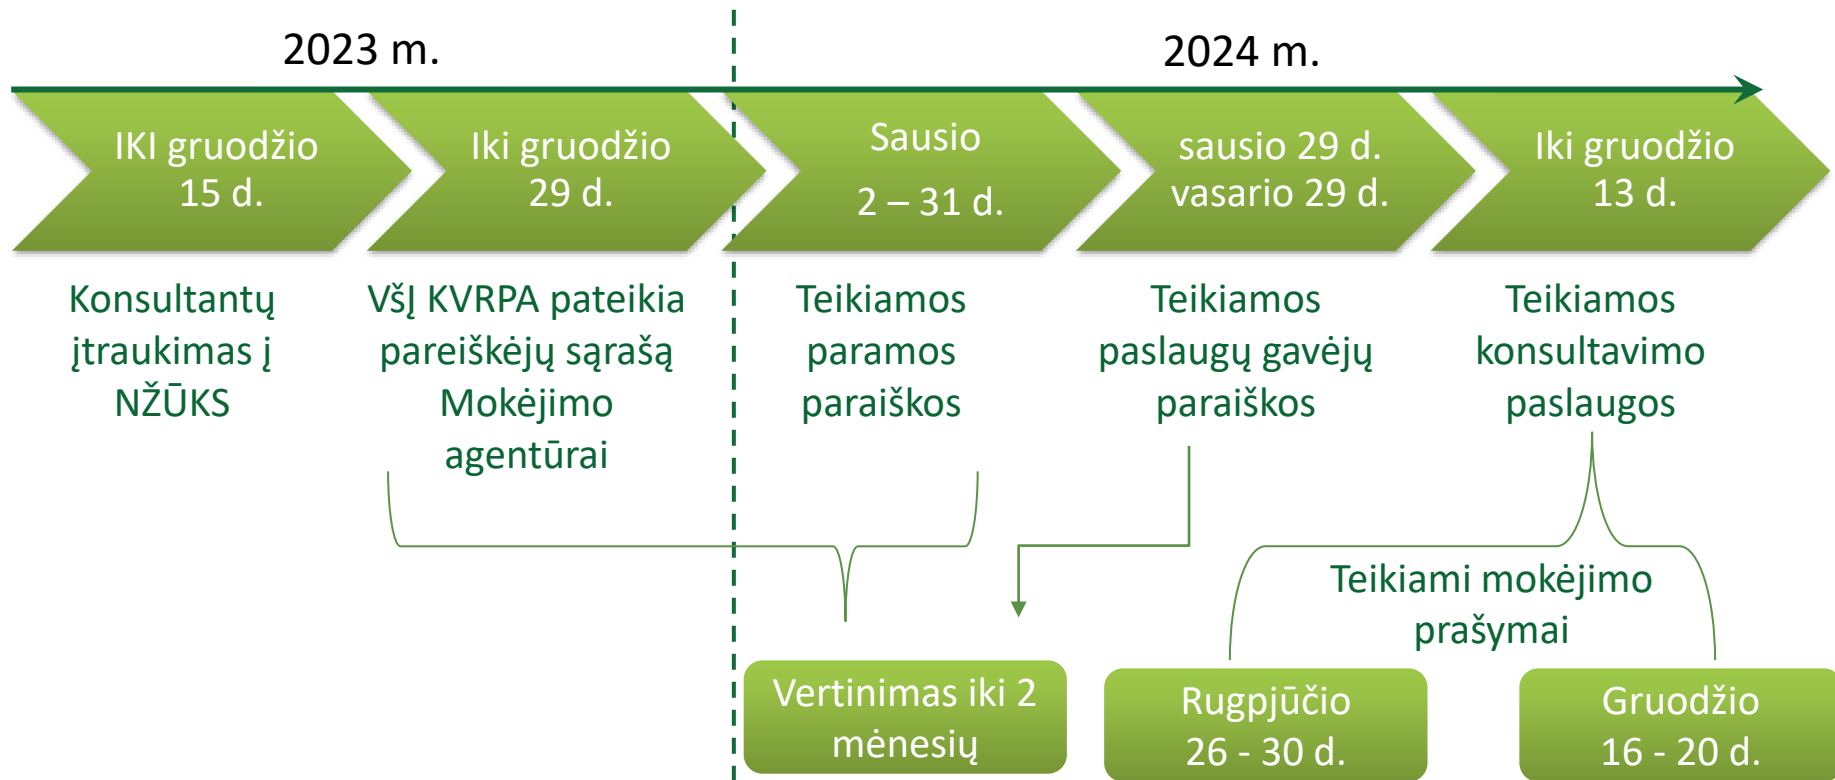 2023 m.
2024 m.
IKI gruodžio
15 d.
Iki gruodžio
29 d.
Sausio
2 – 31 d.
sausio 29 d.
vasario 29 d.
Iki gruodžio
13 d.
Konsultantų
įtraukimas į
NŽŪKS
VšĮ KVRPA pateikia
pareiškėjų sąrašą
Mokėjimo
agentūrai
Teikiamos
paramos
paraiškos
Teikiamos
paslaugų gavėjų
paraiškos
Teikiamos
konsultavimo
paslaugos
Teikiami mokėjimo
prašymai
Vertinimas iki 2
mėnesių
Rugpjūčio
26 - 30 d.
Gruodžio
16 - 20 d.